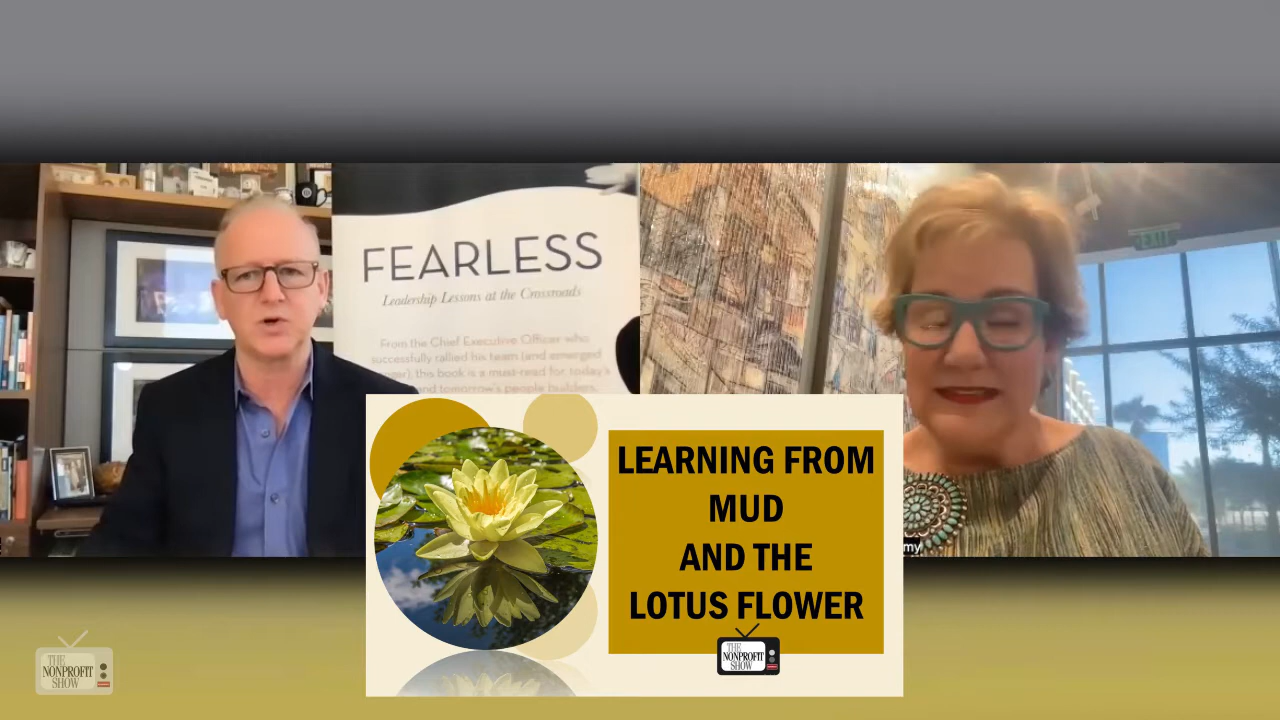 FEARLESS
Leadership Lessons at the Crossroads
From the Chief Executive Officer who
successfully rallied his team (and emerged
this book is a must-read for today's
and tomorrow's people builders.
EXIT
my
LEARNING FROM
MUD
AND THE
LOTUS FLOWER
THE
NONPROFIT
SHOW
THE
NONPROFIT
SHOW